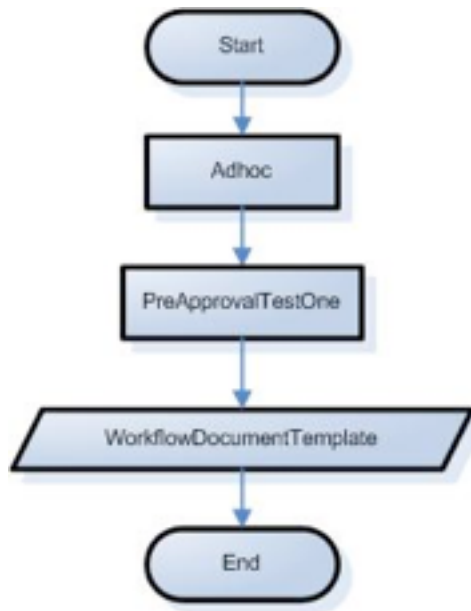 Start
Adhoc
PreApprovalTestOne
WorkflowDocumentTemplate
End